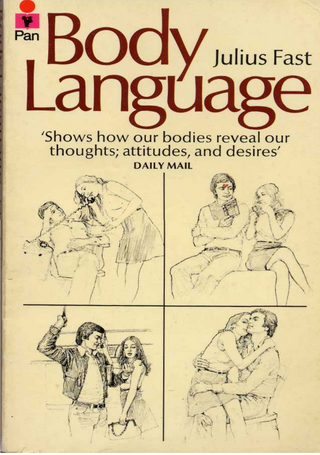 Pan
Body
Julius Fast
Language
'Shows how our bodies reveal our
thoughts; attitudes, and desires'
DAILY MAIL